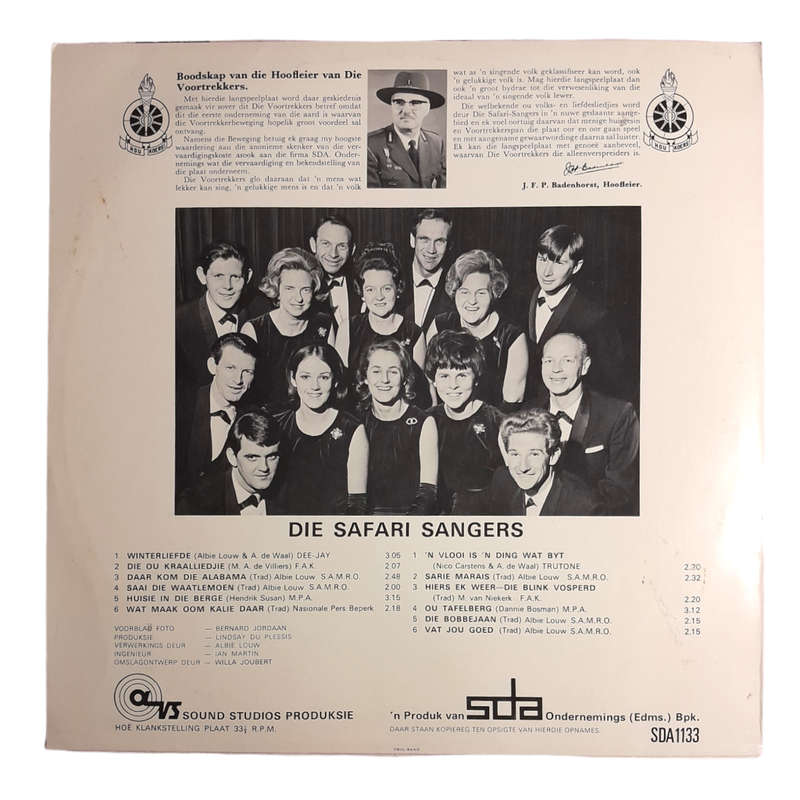 Boodskap van die Hoofleier van Die
Voortrekkers.
Met hierdie langspeelplaat word daar geskiedenis
gemaak vir sover dit Die Voortrekkers betref omdat
dit die eerste onderneming van die aard is waarvan
die Voortrekkerbeweging hopelik groot voordeel sal
ontvang.
Namens die Beweging betuig ek graag my hoogste
waardering aan die anonieme skenker van die ver-
vaardigingskoste asook aan die firma SDA. Onder-
nemings wat die vervaardiging en bekendstelling van
die plaat onderneem.
Die Voortrekkers glo daaraan dat 'n mens wat
lekker kan sing, 'n gelukkige mens is en dat 'n volk
wat as 'n singende volk geklassifiseer kan word, ook
'n gelukkige volk is. Mag hierdie langspeelplaat dan
ook 'n groot bydrae tot die verwesenliking van die
ideaal van 'n singende volk lewer.
Die welbekende ou volks- en liefdesliedjies word
deur Die Safari-Sangers in 'n nuwe gedaante aange-
bied en ek voel oortuig daarvan dat menige huisgesin
en Voortrekkerspan die plaat oor en oor gaan speel
en met aangename gewaarwordinge daarna sal luister.
Ek kan die langspeelplaat met genoeë aanbeveel,
waarvan Die Voortrekkers die alleenverspreiders is.
J. F. P. Badenhorst, Hoofleier.
HOU KOERS
HOU KOERS
DIE SAFARI SANGERS
1 WINTERLIEFDE (Albie Louw & A. de Waal) DEE-JAY 3.05
2 DIE OU KRAALLIEDJIE (M. A. de Villiers) F.A.K. 2.07
3 DAAR KOM DIE ALABAMA (Trad) Albie Louw S.A.M.R.O. 2.48
4 SAAI DIE WAATLEMOEN (Trad) Albie Louw S.A.M.R.O. 2.00
5 HUISIE IN DIE BERGE (Hendrik Susan) M.P.A. 3.15
6 WAT MAAK OOM KALIE DAAR (Trad) Nasionale Pers Beperk 2.18
1 'N VLOOI IS 'N DING WAT BYT
(Nico Carstens & A. de Waal) TRUTONE 2.30
2 SARIE MARAIS (Trad) Albie Louw S.A.M.R.O. 2.32
3 HIERS EK WEER—DIE BLINK VOSPERD
(Trad) M. van Niekerk F.A.K. 2.20
4 OU TAFELBERG (Dannie Bosman) M.P.A. 3.12
5 DIE BOBBEJAAN (Trad) Albie Louw S.A.M.R.O. 2.15
6 VAT JOU GOED (Trad) Albie Louw S.A.M.R.O. 2.15
VOORBLAD FOTO — BERNARD JORDAAN
PRODUKSIE — LINDSAY DU PLESSIS
VERWERKINGS DEUR — ALBIE LOUW
INGENIEUR — IAN MARTIN
OMSLAGONTWERP DEUR — WILLA JOUBERT
avs SOUND STUDIOS PRODUKSIE
HOË KLANKSTELLING PLAAT 33⅓ R.P.M.
'n Produk van sda Ondernemings (Edms.) Bpk.
DAAR STAAN KOPIEREG TEN OPSIGTE VAN HIERDIE OPNAMES.
SDA1133